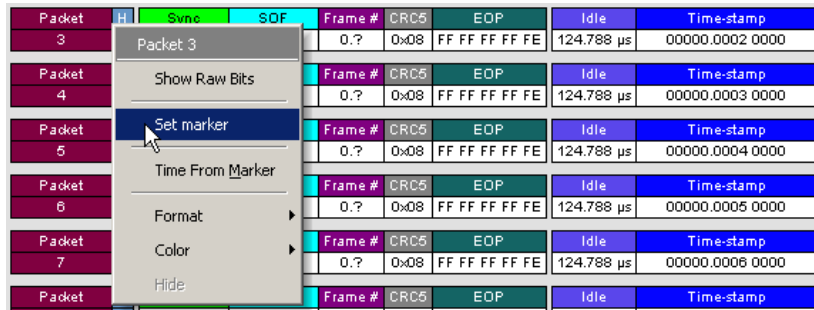 Packet H Sync SOF Frame # CRC5 EOP Idle Time-stamp
3 0.? 0x08 FF FF FF FF FE 124.788 μs 00000.0002 0000
Packet 3
Packet Frame # CRC5 EOP Idle Time-stamp
4 0.? 0x08 FF FF FF FF FE 124.788 μs 00000.0003 0000
Show Raw Bits
Packet Frame # CRC5 EOP Idle Time-stamp
5 0.? 0x08 FF FF FF FF FE 124.788 μs 00000.0004 0000
Set marker
Time From Marker
Packet Frame # CRC5 EOP Idle Time-stamp
6 0.? 0x08 FF FF FF FF FE 124.788 μs 00000.0005 0000
Format
Packet Frame # CRC5 EOP Idle Time-stamp
7 0.? 0x08 FF FF FF FF FE 124.788 μs 00000.0006 0000
Color
Hide
Packet Frame # CRC5 EOP Idle Time-stamp